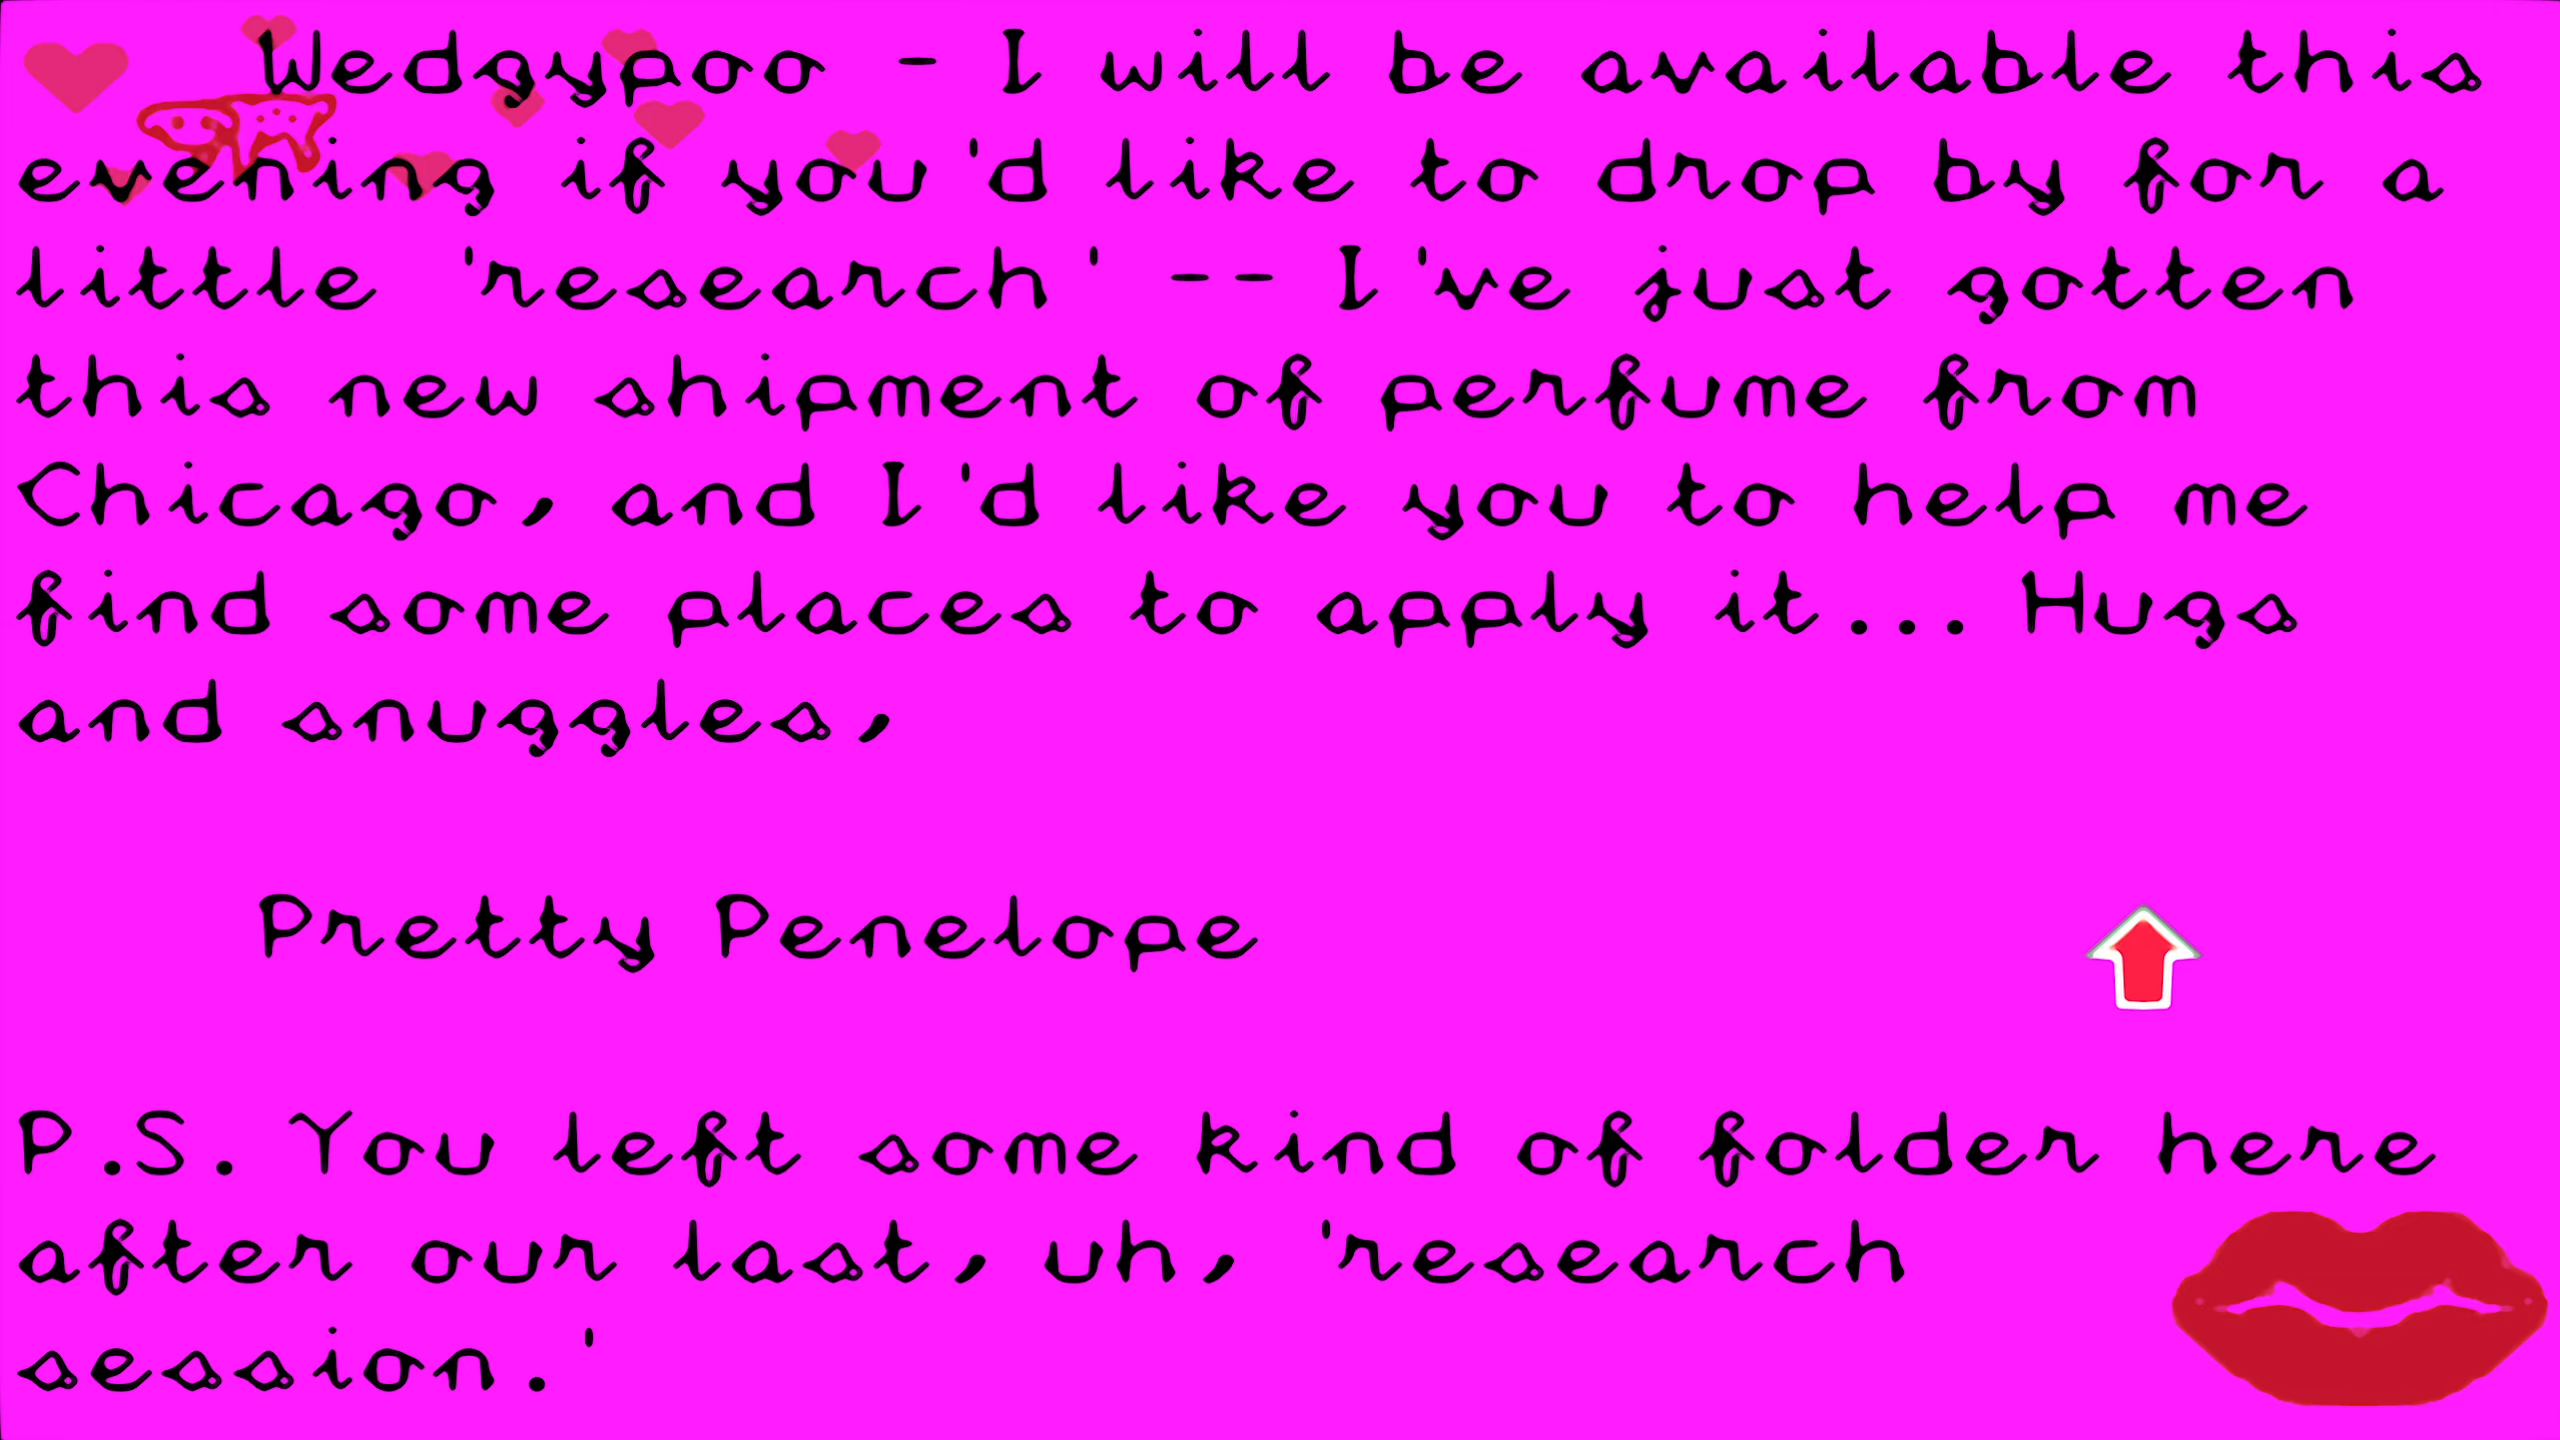 Wedgypoo - I will be available this
evening if you'd like to drop by for a
little 'research' -- I've just gotten
this new shipment of perfume from
Chicago, and I'd like you to help me
find some places to apply it... Hugs
and snuggles,
Pretty Penelope
P.S. You left some kind of folder here
after our last, uh, 'research
session.'